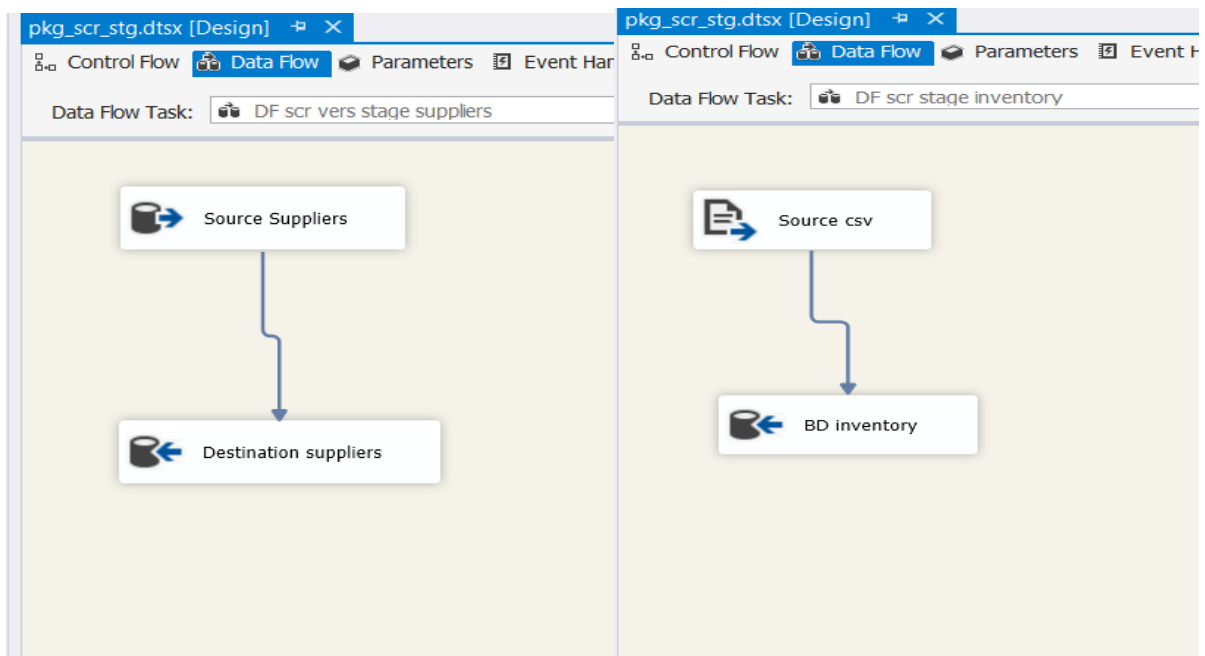 pkg_scr_stg.dtsx [Design]
Control Flow Data Flow Parameters Event Har
Data Flow Task: DF scr vers stage suppliers
Source Suppliers
Destination suppliers
pkg_scr_stg.dtsx [Design]
Control Flow Data Flow Parameters Event H
Data Flow Task: DF scr stage inventory
Source csv
BD inventory